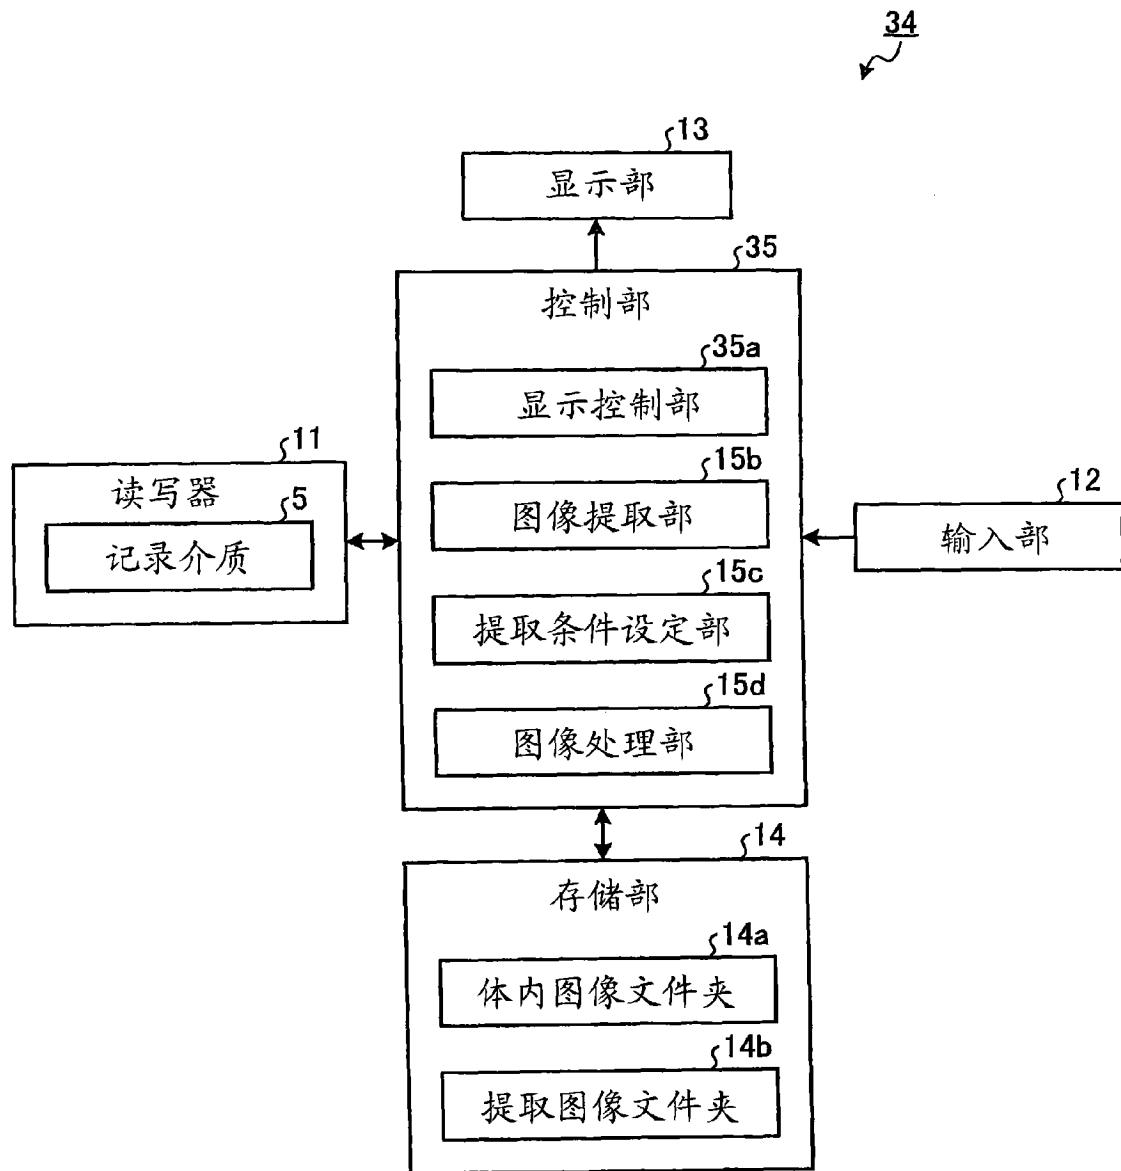 34
13
显示部
35
控制部
35a
显示控制部
11
读写器
15b
图像提取部
5
记录介质
12
输入部
15c
提取条件设定部
15d
图像处理部
14
存储部
14a
体内图像文件夹
14b
提取图像文件夹